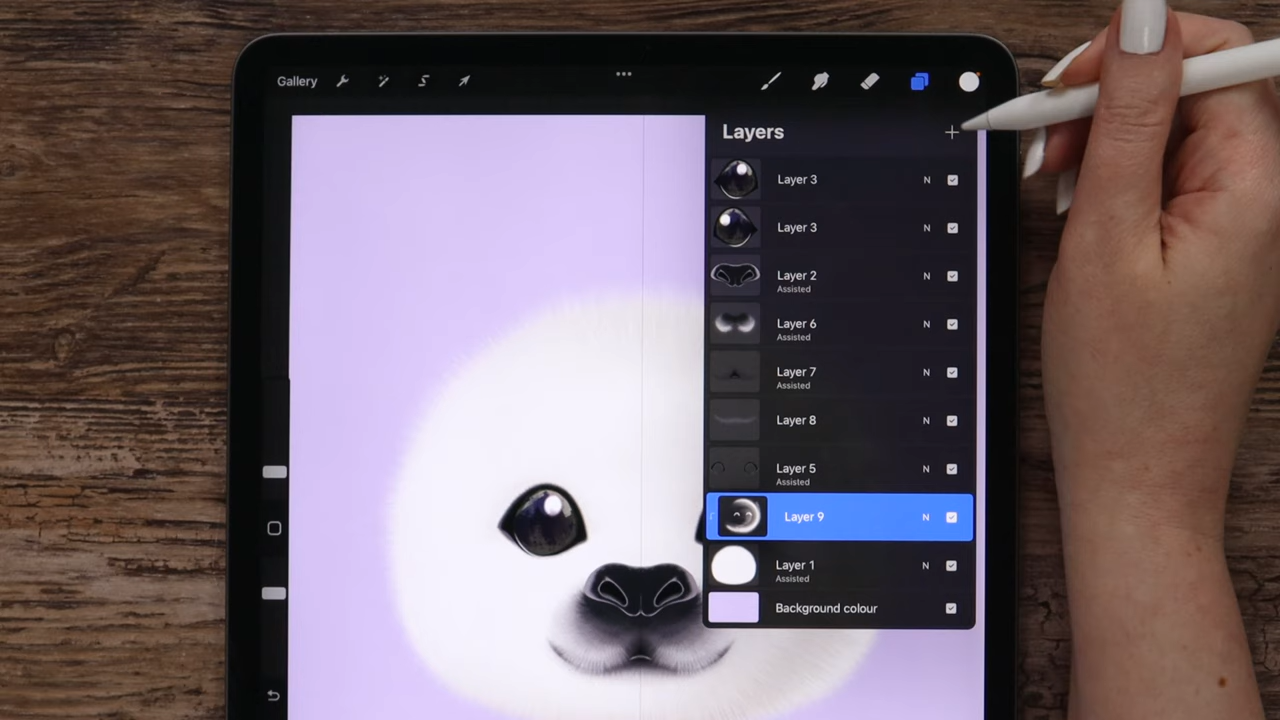 Gallery
Layers
Layer 3 N
Layer 3 N
Layer 2 N
Assisted
Layer 6 N
Assisted
Layer 7 N
Assisted
Layer 8 N
Layer 5 N
Assisted
Layer 9 N
Layer 1 N
Assisted
Background colour